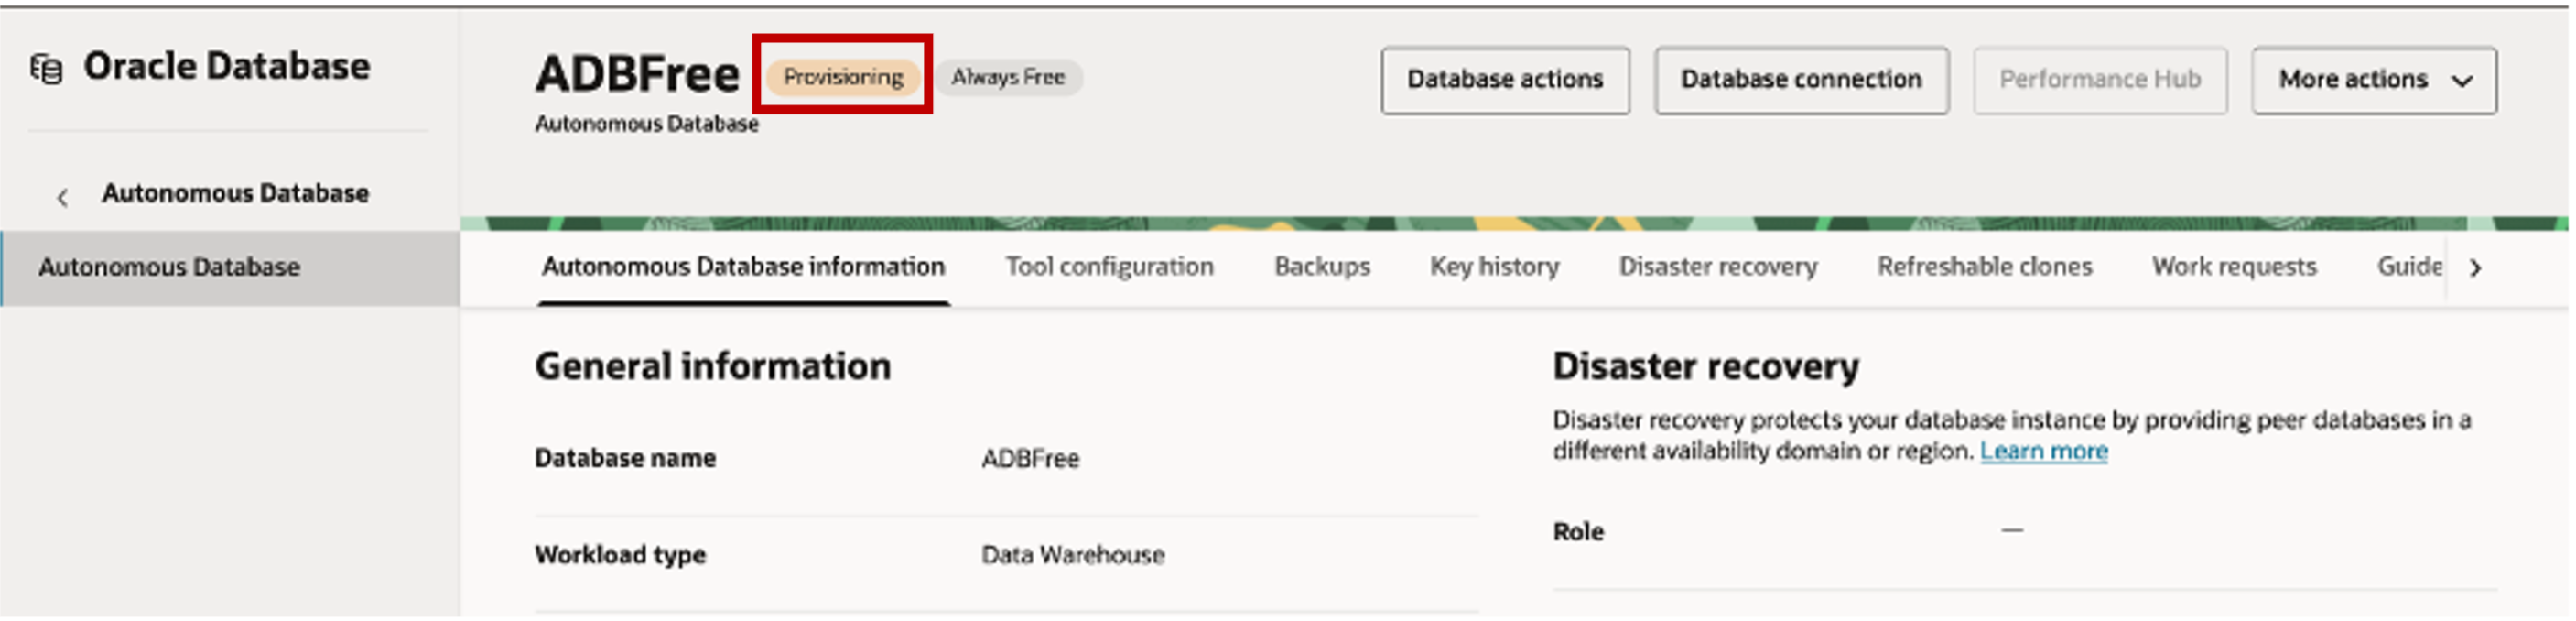 Oracle Database
Autonomous Database
Autonomous Database
ADBFree Provisioning Always Free
Autonomous Database
Database actions Database connection Performance Hub More actions
Autonomous Database information Tool configuration Backups Key history Disaster recovery Refreshable clones Work requests Guide
General information
Database name ADBFree
Workload type Data Warehouse
Disaster recovery
Disaster recovery protects your database instance by providing peer databases in a
different availability domain or region. Learn more
Role —